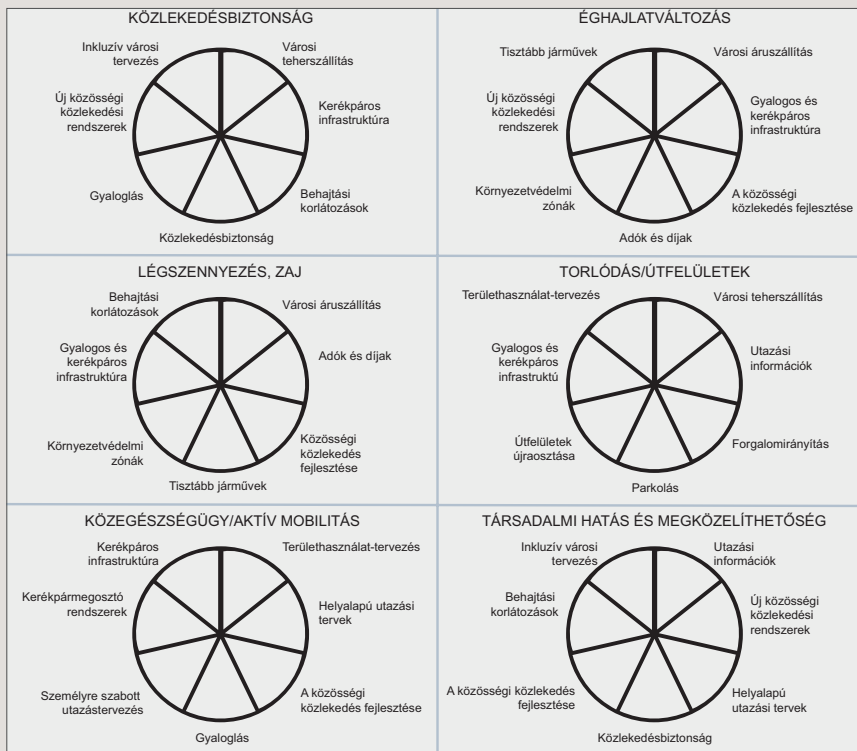 KÖZLEKEDÉSBIZTONSÁG
Inkluzív városi
tervezés
Városi
teherszállítás
Új közösségi
közlekedési
rendszerek
Kerékpáros
infrastruktúra
Gyaloglás
Behajtási
korlátozások
Közlekedésbiztonság
ÉGHAJLATVÁLTOZÁS
Tisztább járművek
Városi áruszállítás
Új közösségi
közlekedési
rendszerek
Gyalogos és
kerékpáros
infrastruktúra
Környezetvédelmi
zónák
A közösségi
közlekedés fejlesztése
Adók és díjak
LÉGSZENNYEZÉS, ZAJ
Behajtási
korlátozások
Városi áruszállítás
Gyalogos és
kerékpáros
infrastruktúra
Adók és díjak
Környezetvédelmi
zónák
Közösségi
közlekedés
fejlesztése
Tisztább járművek
TORLÓDÁS/ÚTFELÜLETEK
Területhasználat-tervezés
Városi teherszállítás
Gyalogos és
kerékpáros
infrastruktú
Utazási
információk
Útfelületek
újraosztása
Forgalomirányítás
Parkolás
KÖZEGÉSZSÉGÜGY/AKTÍV MOBILITÁS
Kerékpáros
infrastruktúra
Területhasználat-tervezés
Kerékpármegosztó
rendszerek
Helyalapú utazási
tervek
Személyre szabott
utazástervezés
A közösségi
közlekedés fejlesztése
Gyaloglás
TÁRSADALMI HATÁS ÉS MEGKÖZELÍTHETŐSÉG
Inkluzív városi
tervezés
Utazási
információk
Behajtási
korlátozások
Új közösségi
közlekedési
rendszerek
A közösségi közlekedés
fejlesztése
Helyalapú
utazási tervek
Közlekedésbiztonság